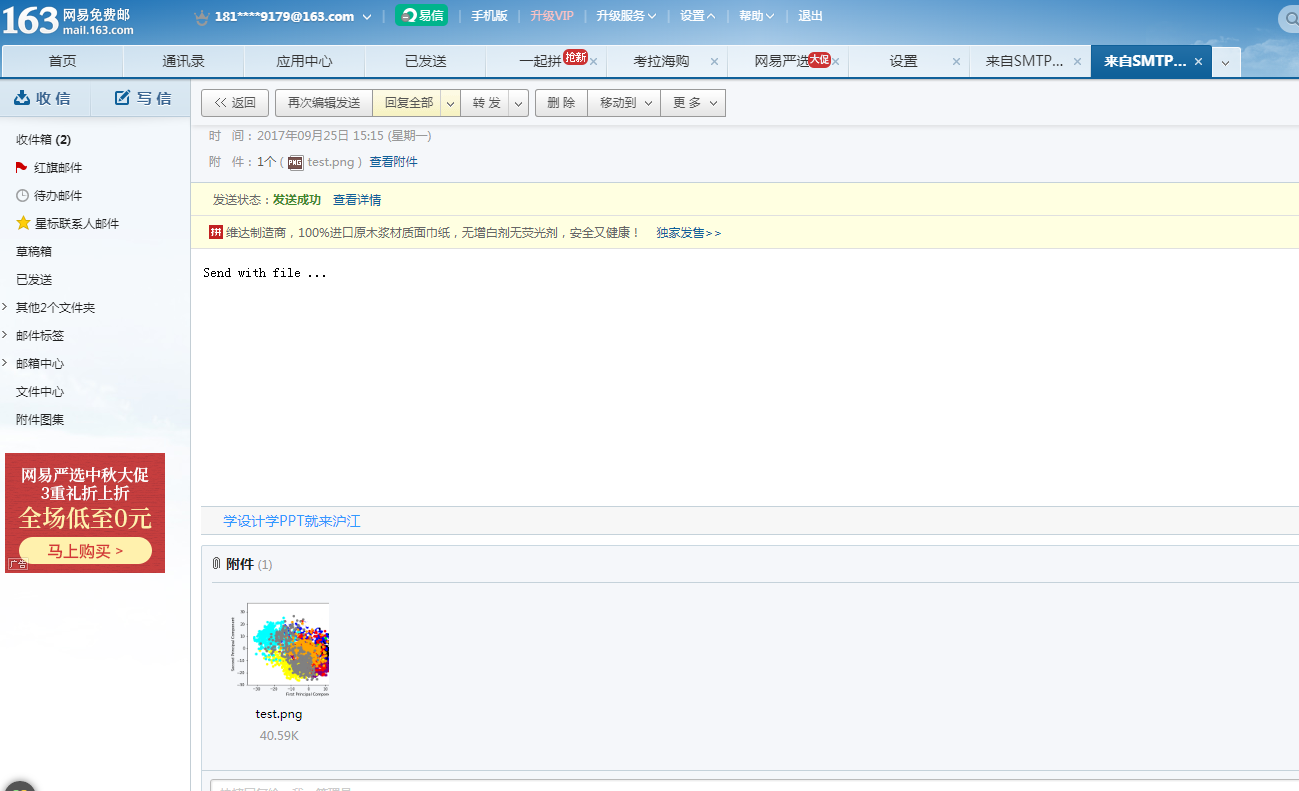 163 网易免费邮 mail.163.com 181****9179@163.com 易信 手机版 升级VIP 升级服务 设置 帮助 退出
首页 通讯录 应用中心 已发送 一起拼 抢新 × 考拉海购 × 网易严选 大促 × 设置 × 来自SMTP... × 来自SMTP... ×
收信 写信 << 返回 再次编辑发送 回复全部 转发 删除 移动到 更多
收件箱 (2)
红旗邮件
待办邮件
星标联系人邮件
草稿箱
已发送
其他2个文件夹
邮件标签
邮箱中心
文件中心
附件图集
网易严选中秋大促
3重礼折上折
全场低至0元
马上购买 >
广告
时 间：2017年09月25日 15:15 (星期一)
附 件：1个 ( PNG test.png ) 查看附件
发送状态：发送成功 查看详情
拼 维达制造商，100%进口原木浆材质面巾纸，无增白剂无荧光剂，安全又健康！ 独家发售>>
Send with file ...
学设计学PPT就来沪江
附件 (1)
Second Principal Component
First Principal Compon
test.png
40.59K